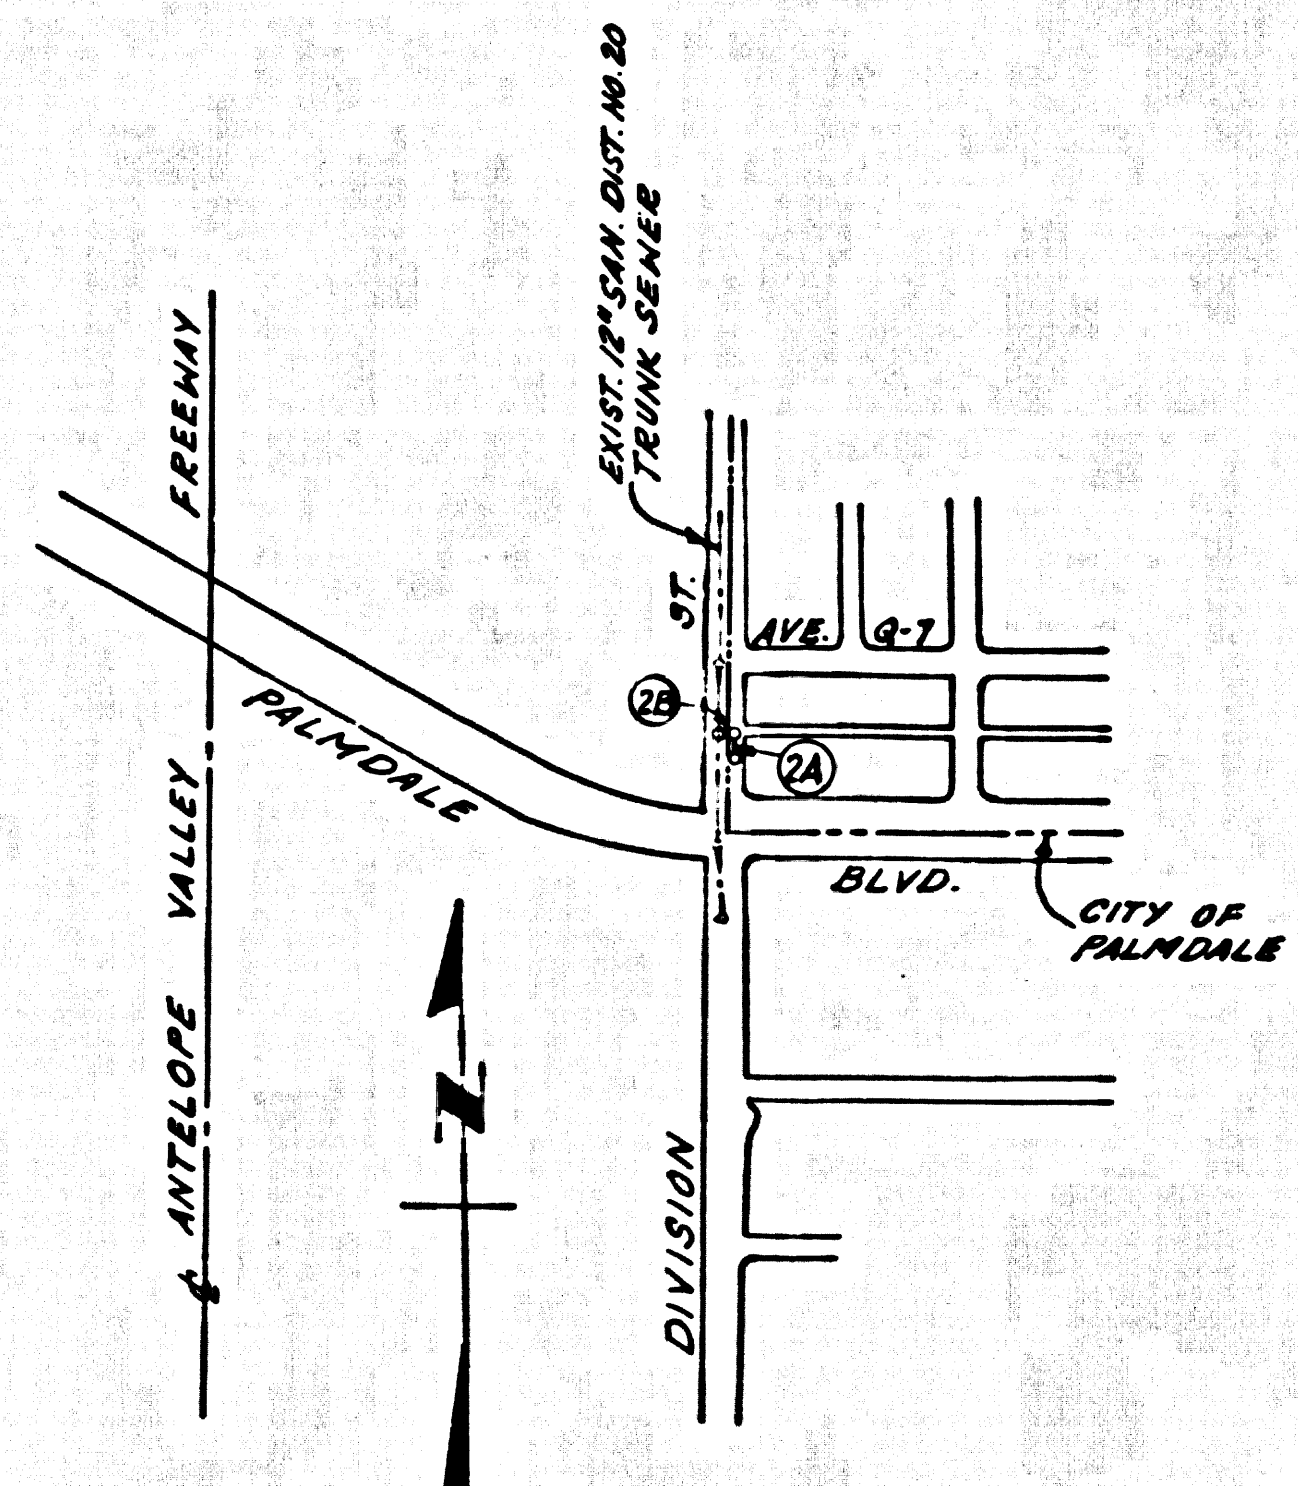 EXIST. 12" SAN. DIST. NO. 20
TRUNK SEWER
ANTELOPE VALLEY FREEWAY
℄
PALMDALE
BLVD.
DIVISION
ST.
AVE. Q-7
2B
2A
CITY OF
PALMDALE
N